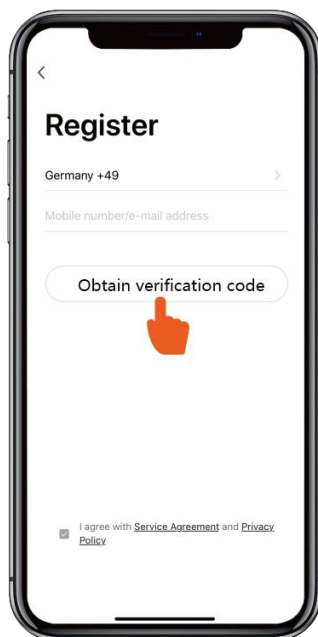 Register
Germany +49
Mobile number/e-mail address
Obtain verification code
I agree with Service Agreement and Privacy
Policy